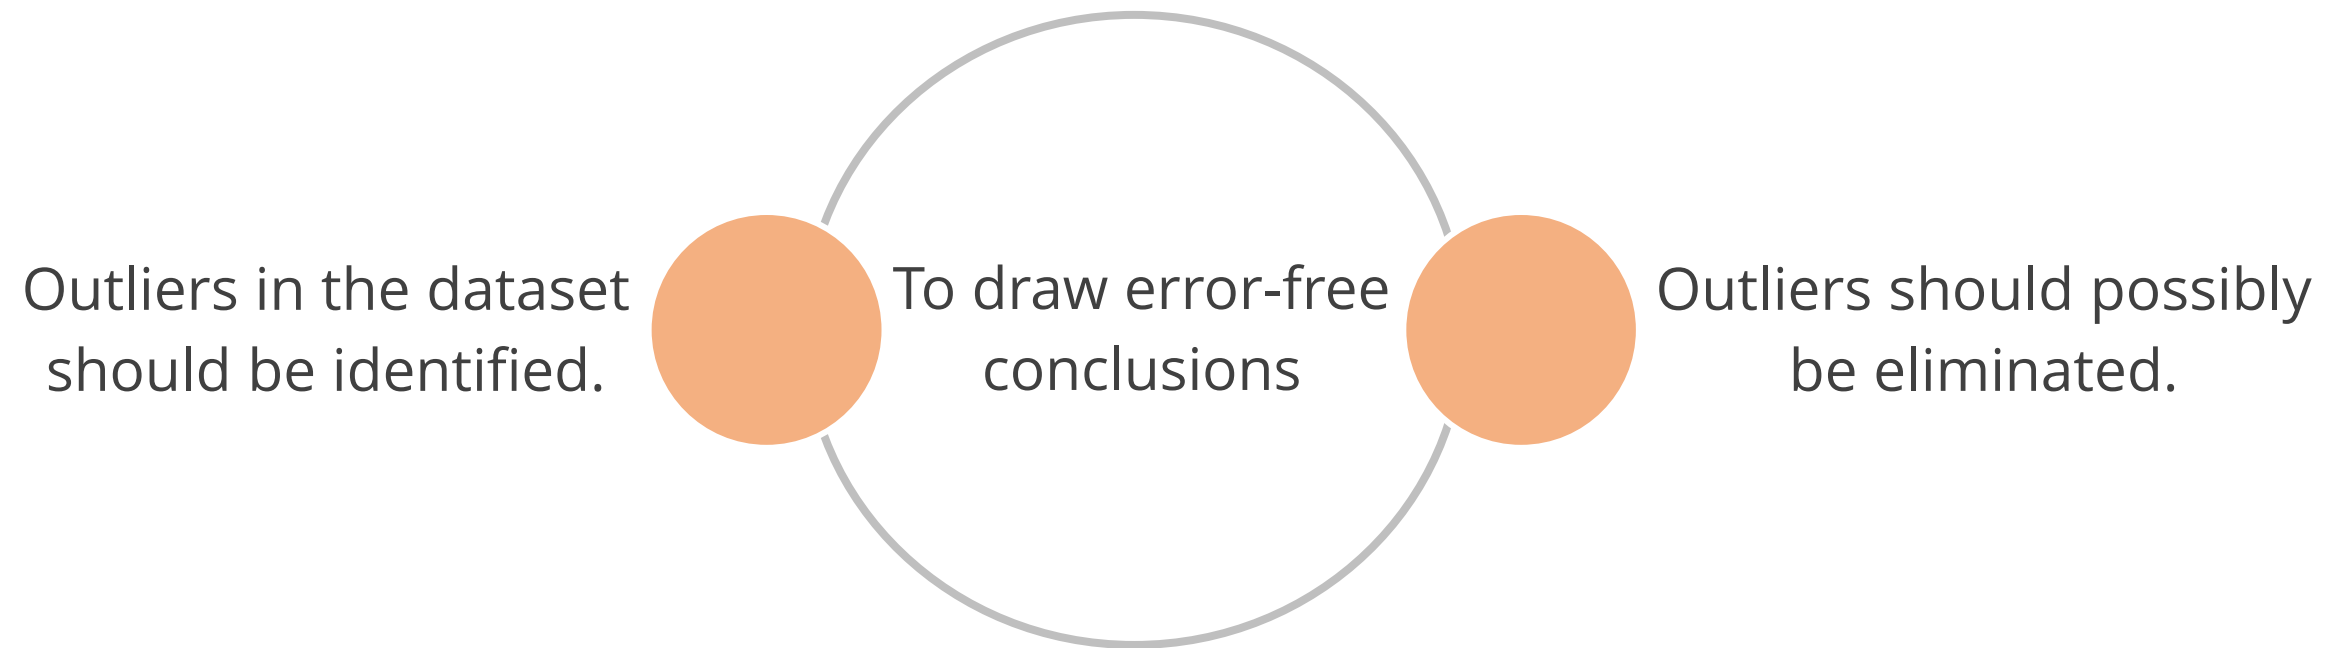 Outliers in the dataset
should be identified.
To draw error-free
conclusions
Outliers should possibly
be eliminated.